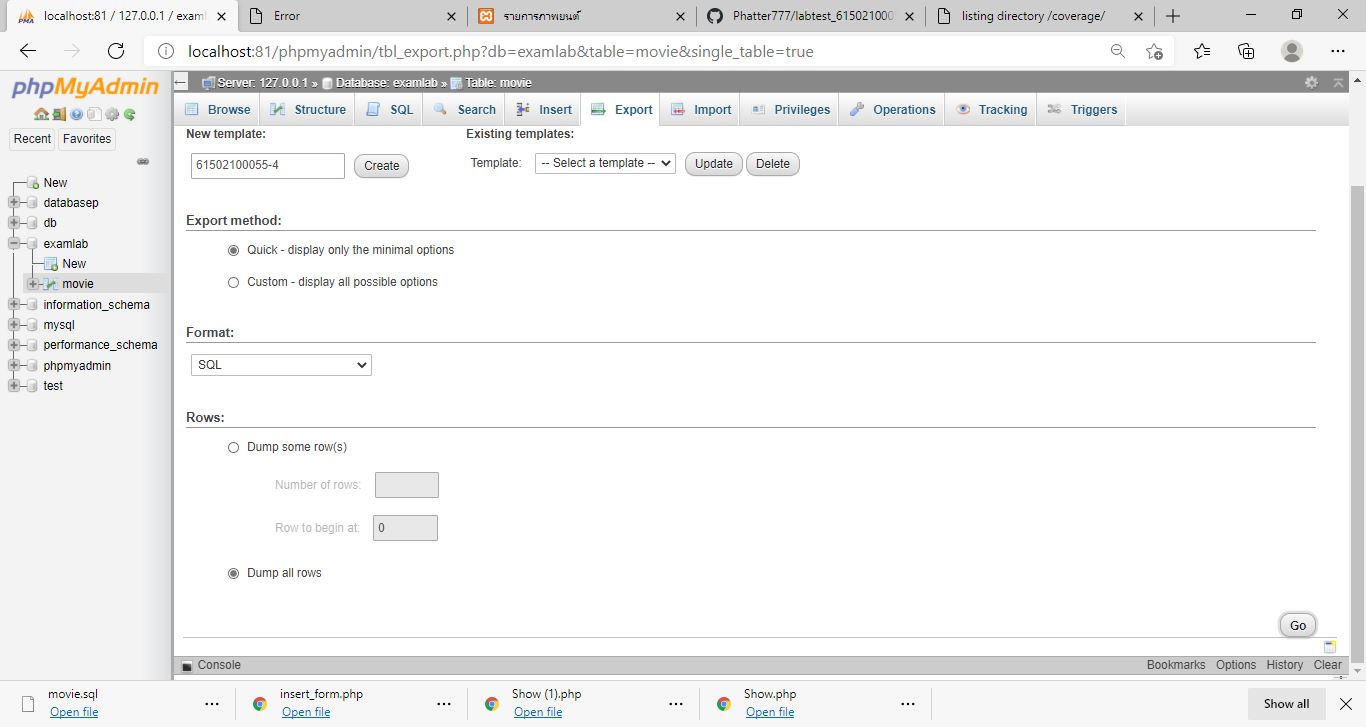 localhost:81 / 127.0.0.1 / examl
Error
รายการภาพยนต์
Phatter777/labtest_615021000
listing directory /coverage/
localhost:81/phpmyadmin/tbl_export.php?db=examlab&table=movie&single_table=true
phpMyAdmin
Recent
Favorites
New
databasep
db
examlab
New
movie
information_schema
mysql
performance_schema
phpmyadmin
test
Server: 127.0.0.1 » Database: examlab » Table: movie
Browse Structure SQL Search Insert Export Import Privileges Operations Tracking Triggers
New template:
61502100055-4
Create
Existing templates:
Template: -- Select a template -- Update Delete
Export method:
Quick - display only the minimal options
Custom - display all possible options
Format:
SQL
Rows:
Dump some row(s)
Number of rows:
Row to begin at: 0
Dump all rows
Go
Console
Bookmarks Options History Clear
movie.sql
Open file
insert_form.php
Open file
Show (1).php
Open file
Show.php
Open file
Show all